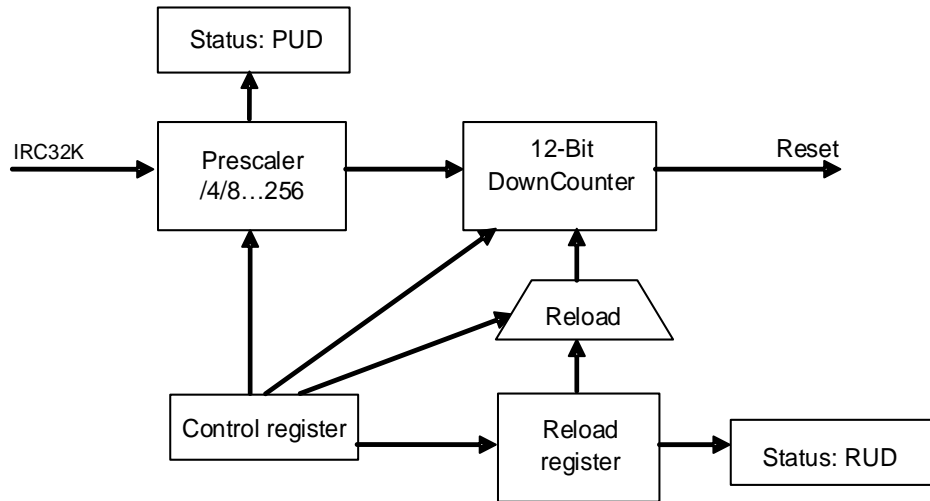 Status: PUD
IRC32K
Prescaler
/4/8…256
12-Bit
DownCounter
Reset
Reload
Control register
Reload
register
Status: RUD